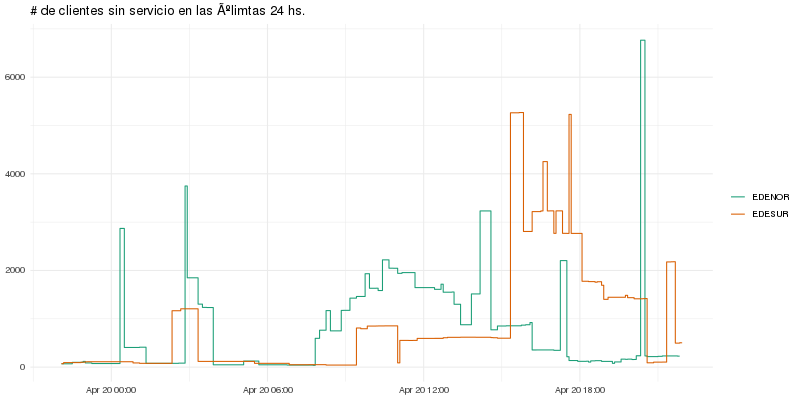 # de clientes sin servicio en las Ãºlimtas 24 hs.
6000
4000
2000
0
Apr 20 00:00
Apr 20 06:00
Apr 20 12:00
Apr 20 18:00
EDENOR
EDESUR